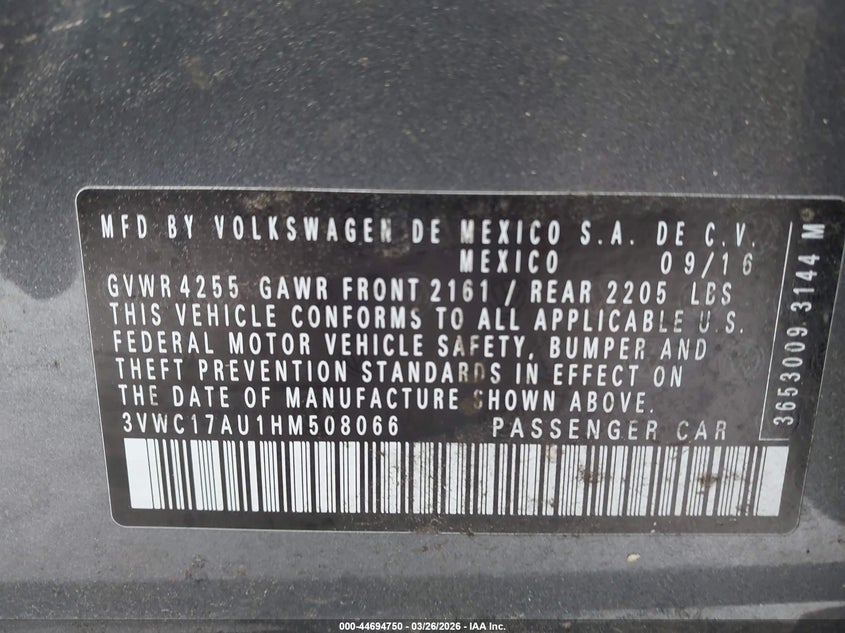 MFD BY VOLKSWAGEN DE MEXICO S.A. DE C.V.
MEXICO 09/16
GVWR 4255 GAWR FRONT 2161 / REAR 2205 LBS
THIS VEHICLE CONFORMS TO ALL APPLICABLE U.S.
FEDERAL MOTOR VEHICLE SAFETY, BUMPER AND
THEFT PREVENTION STANDARDS IN EFFECT ON
THE DATE OF MANUFACTURE SHOWN ABOVE.
3VWC17AU1HM508066 PASSENGER CAR
3653009 3144 M
000-44694750 - 03/26/2026 - IAA Inc.